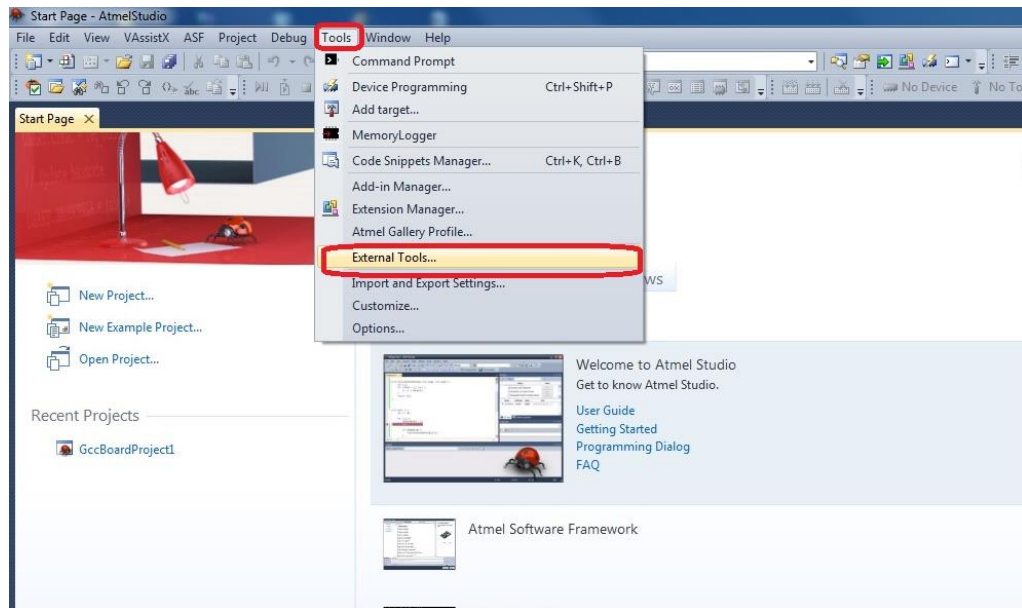 Start Page - AtmelStudio
File Edit View VAssistX ASF Project Debug Tools Window Help
Command Prompt
Device Programming Ctrl+Shift+P
No Device
Add target...
Start Page
MemoryLogger
Code Snippets Manager... Ctrl+K, Ctrl+B
Add-in Manager...
Extension Manager...
Atmel Gallery Profile...
External Tools...
Import and Export Settings...
Customize...
Options...
New Project...
New Example Project...
Open Project...
Recent Projects
GccBoardProject1
Welcome to Atmel Studio
Get to know Atmel Studio.
User Guide
Getting Started
Programming Dialog
FAQ
Atmel Software Framework